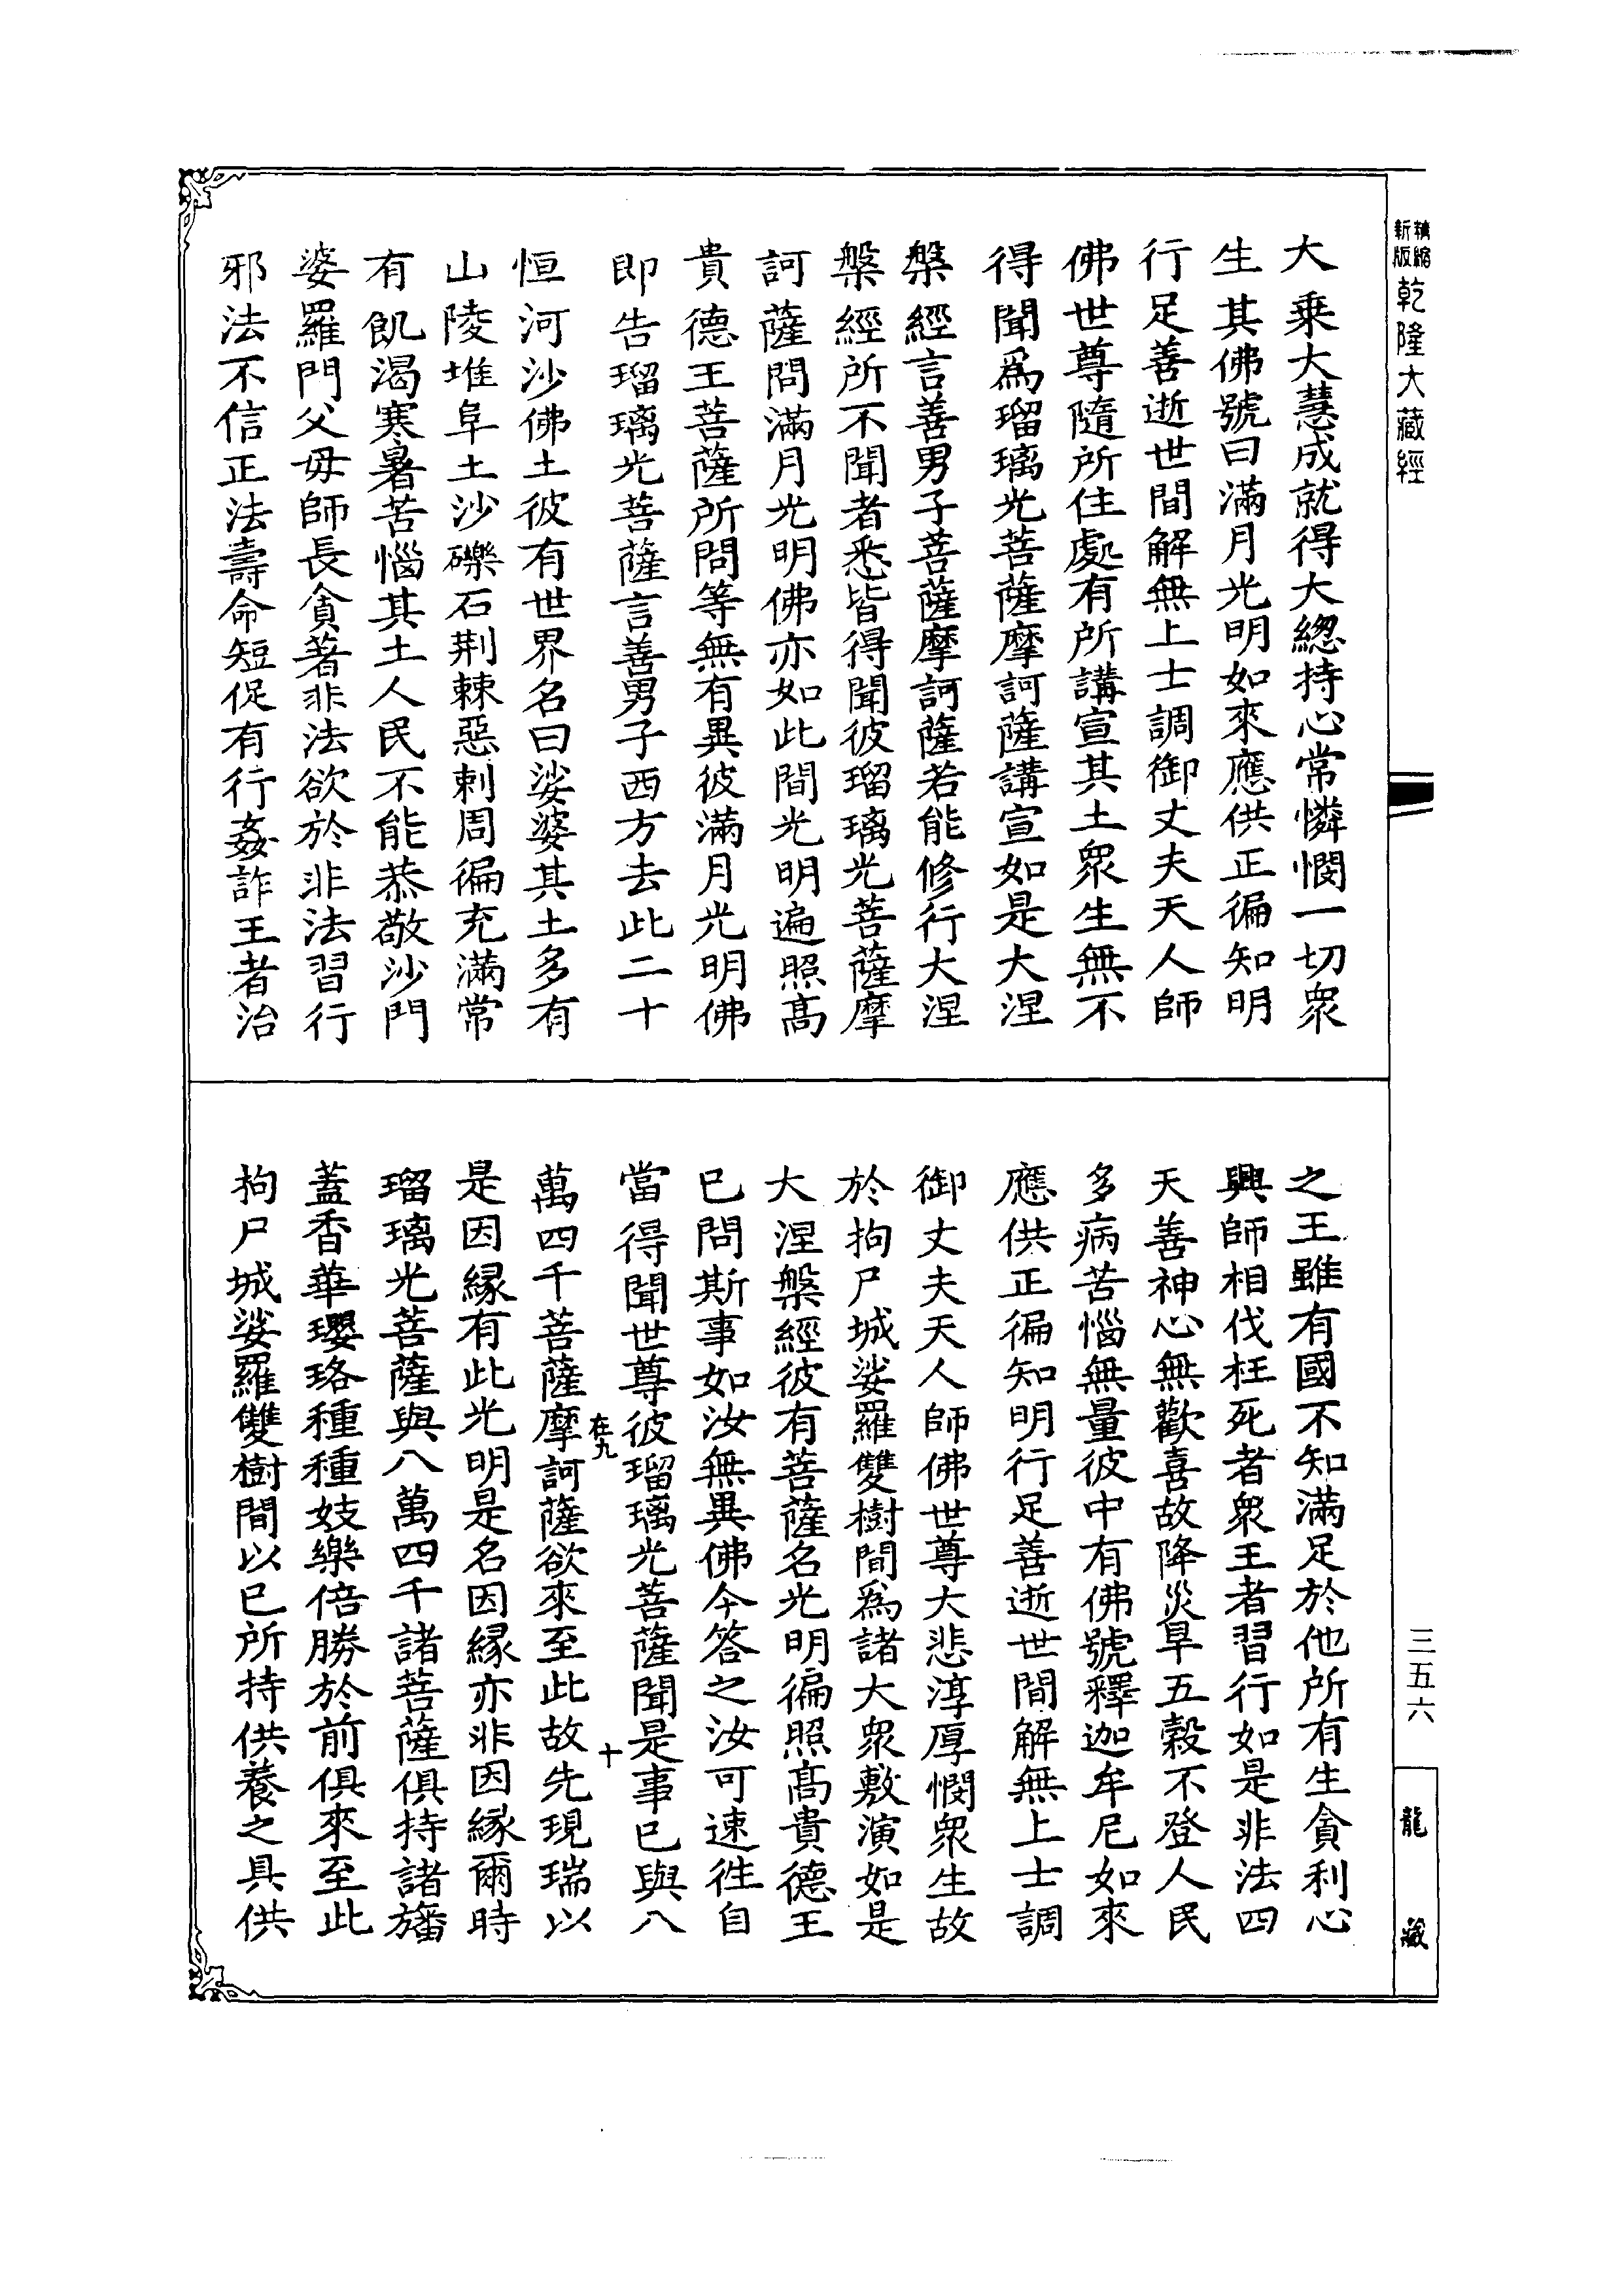 精縮新版 乾隆大藏經
大乘大慧成就得大緫持心常憐憫一切衆
生其佛號曰滿月光明如來應供正徧知明
行足善逝世間解無上士調御丈夫天人師
佛世尊隨所住處有所講宣其土衆生無不
得聞爲瑠璃光菩薩摩訶薩講宣如是大涅
槃經言善男子菩薩摩訶薩若能修行大涅
槃經所不聞者悉皆得聞彼瑠璃光菩薩摩
訶薩問滿月光明佛亦如此間光明遍照高
貴德王菩薩所問等無有異彼滿月光明佛
即告瑠璃光菩薩言善男子西方去此二十
恒河沙佛土彼有世界名曰娑婆其土多有
山陵堆阜土沙礫石荆棘惡刺周徧充滿常
有飢渴寒暑苦惱其土人民不能恭敬沙門
婆羅門父母師長貪著非法欲於非法習行
邪法不信正法壽命短促有行姦詐王者治
之王雖有國不知滿足於他所有生貪利心
興師相伐枉死者衆王者習行如是非法四
天善神心無歡喜故降災旱五穀不登人民
多病苦惱無量彼中有佛號釋迦牟尼如來
應供正徧知明行足善逝世間解無上士調
御丈夫天人師佛世尊大悲淳厚憫衆生故
於拘尸城娑羅雙樹間爲諸大衆敷演如是
大涅槃經彼有菩薩名光明徧照高貴德王
已問斯事如汝無異佛今答之汝可速往自
當得聞世尊彼瑠璃光菩薩聞是事已與八
在九 十
萬四千菩薩摩訶薩欲來至此故先現瑞以
是因縁有此光明是名因縁亦非因縁爾時
瑠璃光菩薩與八萬四千諸菩薩俱持諸旛
蓋香華瓔珞種種妓樂倍勝於前俱來至此
拘尸城娑羅雙樹間以已所持供養之具供
三五六
龍藏